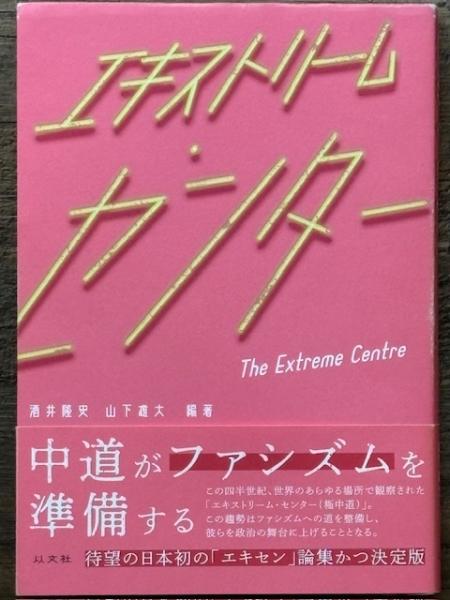 エキストリーム
・
センター
The Extreme Centre
酒井隆史 山下雄大 編著
中道がファシズムを
準備する
この四半世紀、世界のあらゆる場所で観察された
「エキストリーム・センター(極中道)」。
この趨勢はファシズムへの道を整備し、
彼らを政治の舞台に上げることとなる。
以文社
待望の日本初の「エキセン」論集かつ決定版